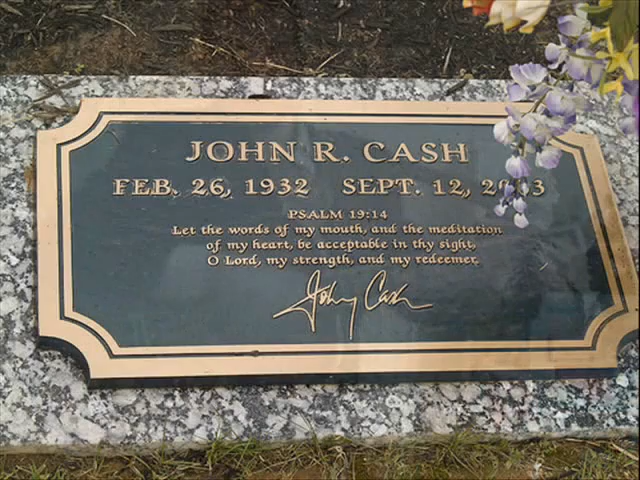 JOHN R. CASH
FEB. 26, 1932 SEPT. 12,
PSALM 19:14
Let the words of my mouth, and the meditation
of my heart, be acceptable in thy sight,
O Lord, my strength, and my redeemer.
Johnny Cash